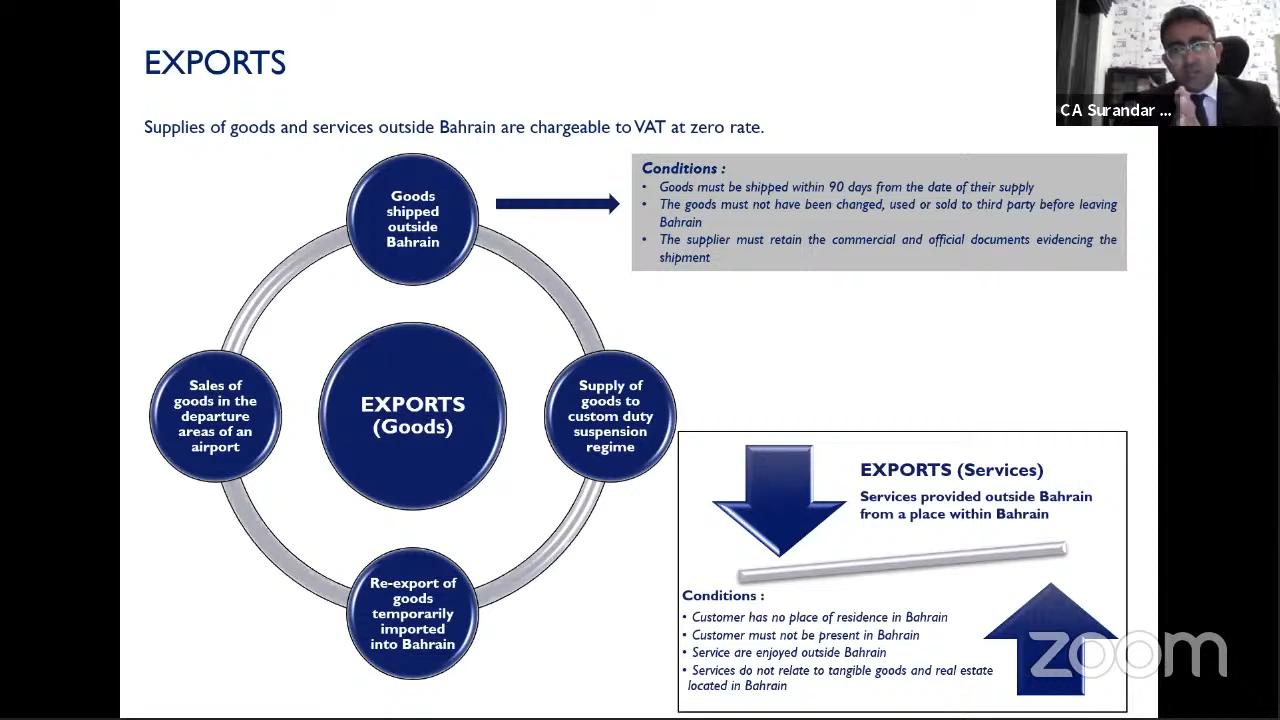 EXPORTS
CA Surandar ...
Supplies of goods and services outside Bahrain are chargeable to VAT at zero rate.
Goods
shipped
outside
Bahrain
Conditions :
• Goods must be shipped within 90 days from the date of their supply
• The goods must not have been changed, used or sold to third party before leaving
Bahrain
• The supplier must retain the commercial and official documents evidencing the
shipment
Sales of
goods in the
departure
areas of an
airport
EXPORTS
(Goods)
Supply of
goods to
custom duty
suspension
regime
Re-export of
goods
temporarily
imported
into Bahrain
EXPORTS (Services)
Services provided outside Bahrain
from a place within Bahrain
Conditions :
• Customer has no place of residence in Bahrain
• Customer must not be present in Bahrain
• Service are enjoyed outside Bahrain
• Services do not relate to tangible goods and real estate
located in Bahrain
zoom